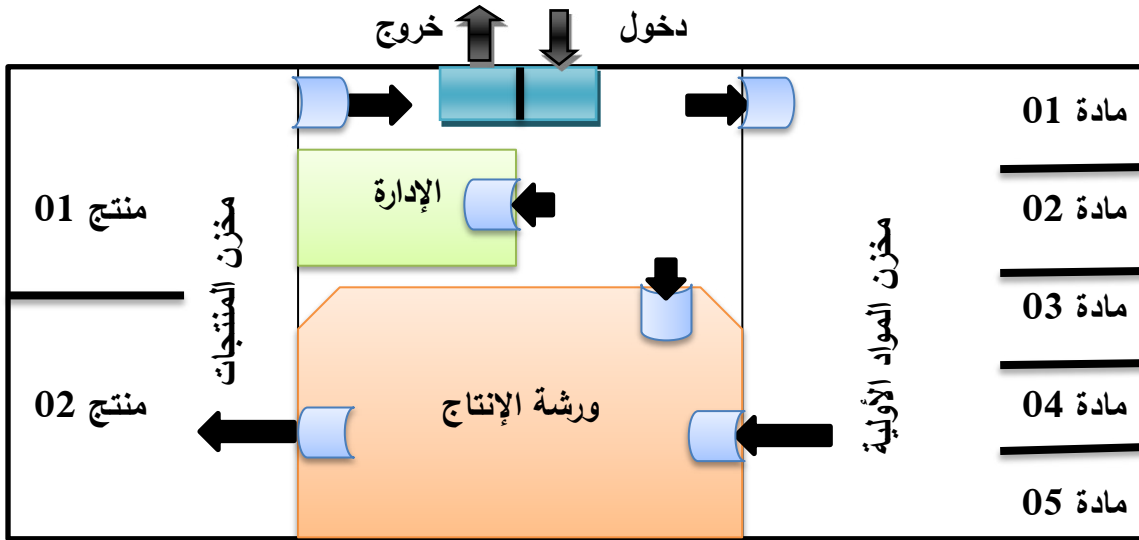 دخول
خروج
مادة 01
مادة 02
مادة 03
مادة 04
مادة 05
مخزن المواد الأولية
الإدارة
ورشة الإنتاج
مخزن المنتجات
منتج 01
منتج 02